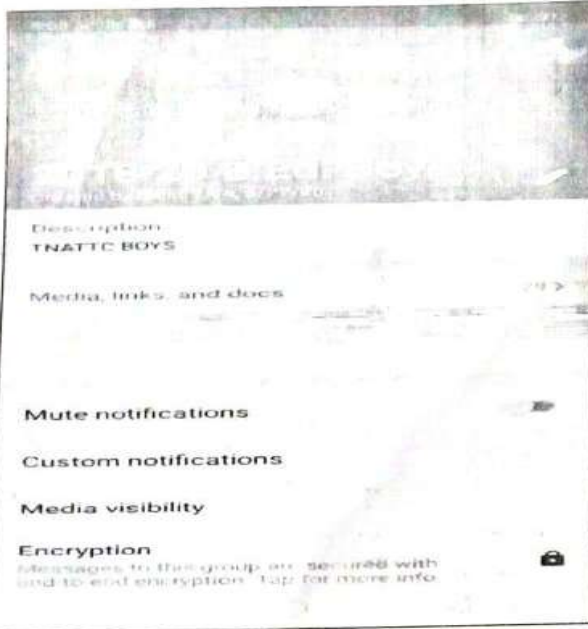 Description
TNATTC BOYS
Media, links, and docs
Mute notifications
Custom notifications
Media visibility
Encryption
Messages to this group are secured with
end to end encryption. Tap for more info